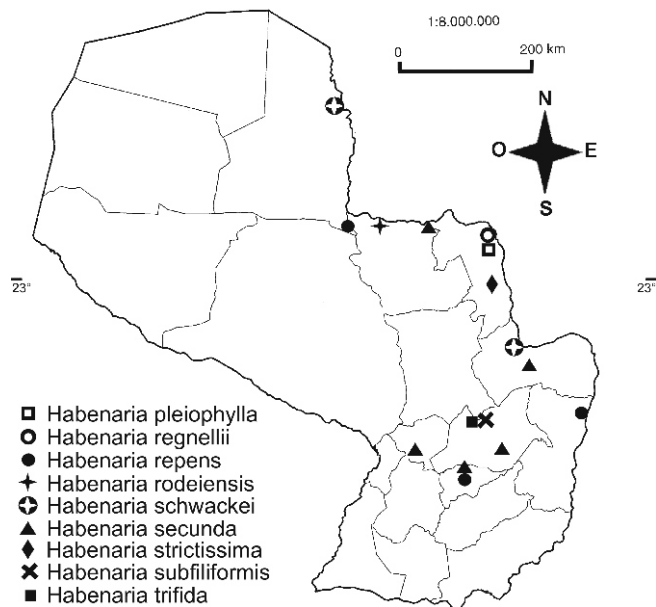 1:8.000.000
0 200 km
N
O E
S
23° 23°
Habenaria pleiophylla
Habenaria regnellii
Habenaria repens
Habenaria rodeiensis
Habenaria schwackei
Habenaria secunda
Habenaria strictissima
Habenaria subfiliformis
Habenaria trifida